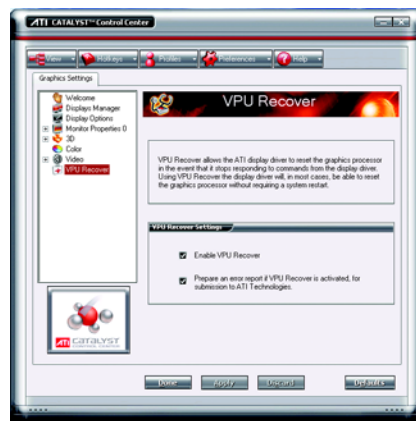 ATI CATALYST™ Control Center
View
Hotkeys
Profiles
Preferences
Help
Graphics Settings
Welcome
Displays Manager
Display Options
Monitor Properties 0
3D
Color
Video
VPU Recover
VPU Recover
VPU Recover allows the ATI display driver to reset the graphics processor
in the event that it stops responding to commands from the display driver.
Using VPU Recover the display driver will, in most cases, be able to reset
the graphics processor without requiring a system restart.
VPU Recover Settings
Enable VPU Recover
Prepare an error report if VPU Recover is activated, for
submission to ATI Technologies.
ATI CATALYST
CONTROL CENTER
Done
Apply
Discard
Defaults